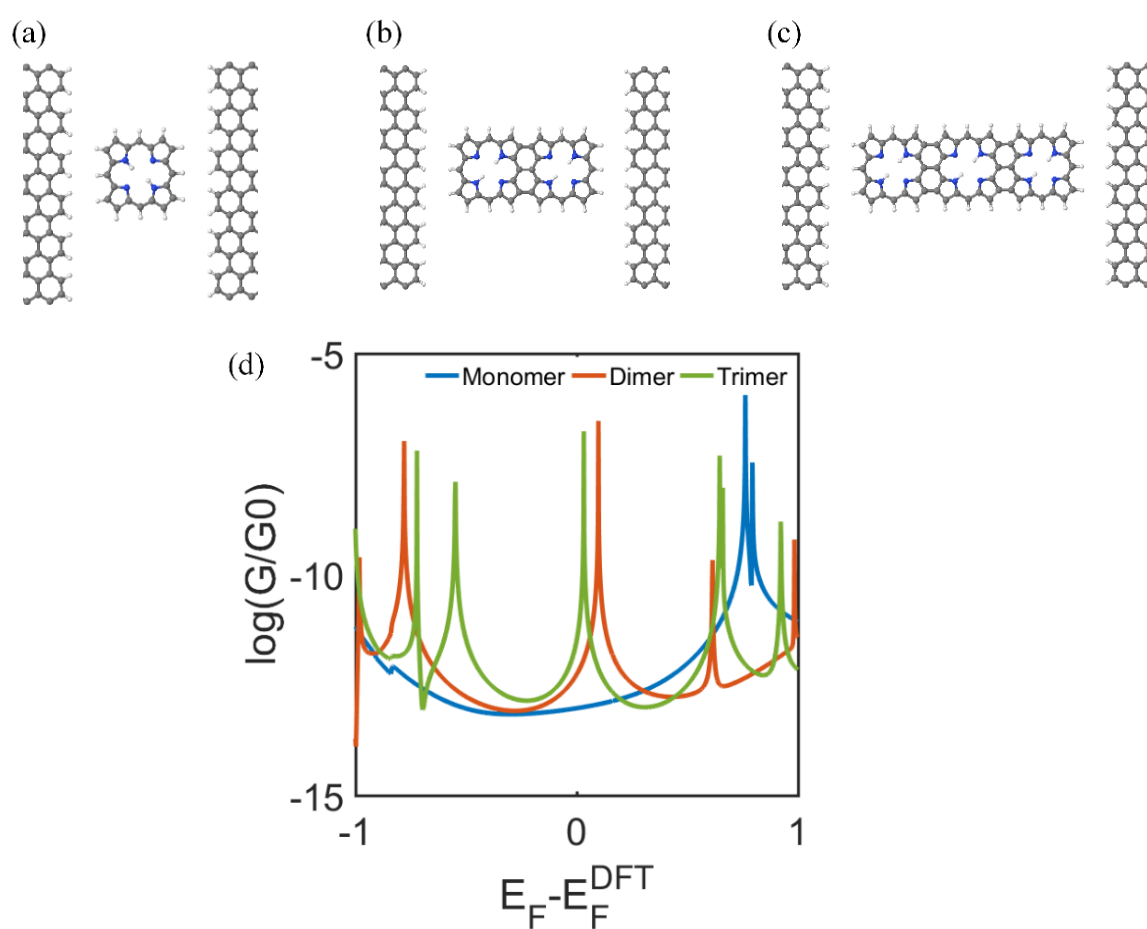 (a)
(b)
(c)
(d)
-5
Monomer Dimer Trimer
log(G/G0)
-10
-15
-1 0 1
E_F-E_F^DFT